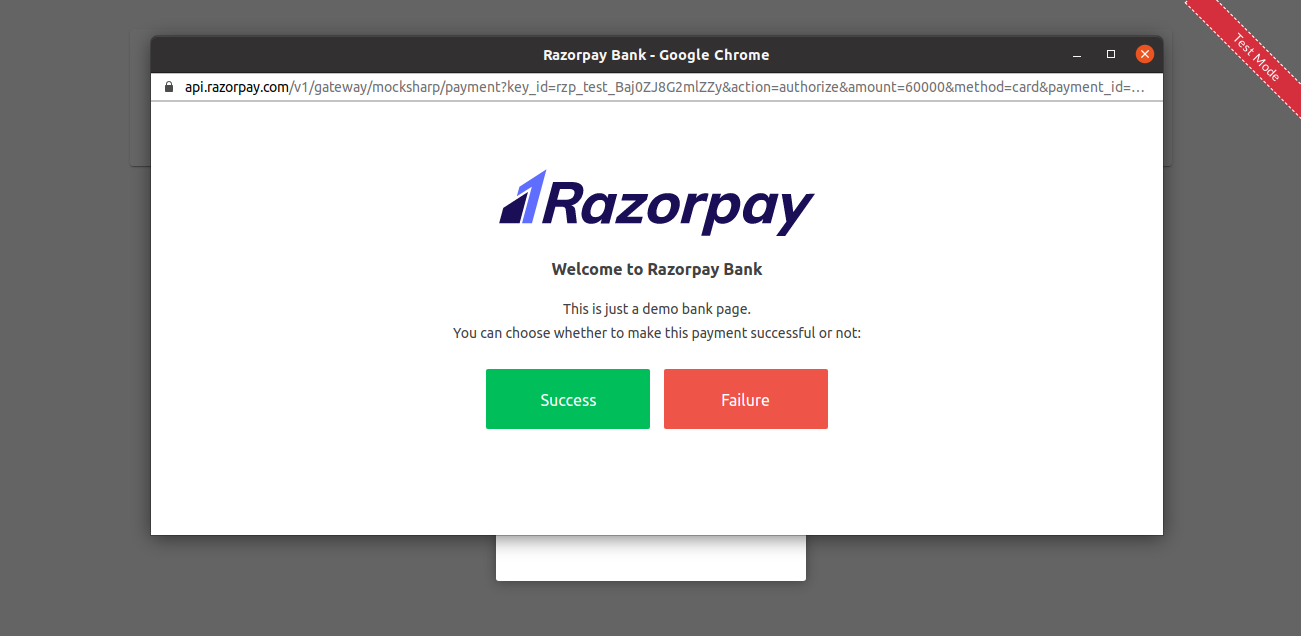 Razorpay Bank - Google Chrome
Test Mode
api.razorpay.com/v1/gateway/mocksharp/payment?key_id=rzp_test_Baj0ZJ8G2mlZZy&action=authorize&amount=60000&method=card&payment_id=…
Razorpay
Welcome to Razorpay Bank
This is just a demo bank page.
You can choose whether to make this payment successful or not:
Success
Failure